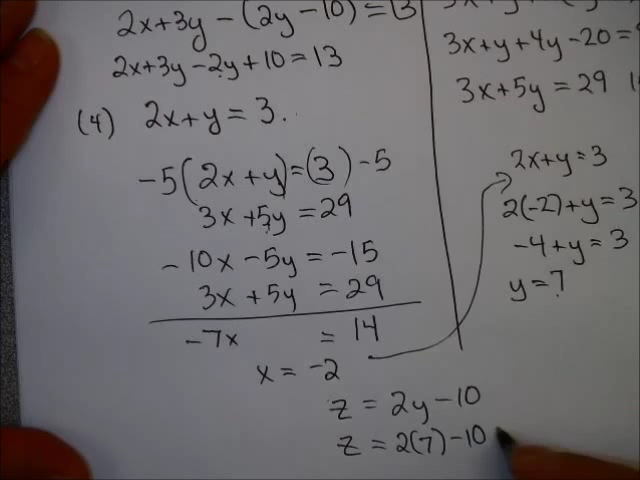 2x+3y-(2y-10)=13
2x+3y-2y+10=13
(4) 2x+y=3.
-5(2x+y)=(3)-5
3x+5y=29
-10x-5y=-15
3x+5y=29
-7x =14
x=-2
z=2y-10
z=2(7)-10
3x+y+4y-20=
3x+5y=29
2x+y=3
2(-2)+y=3
-4+y=3
y=7